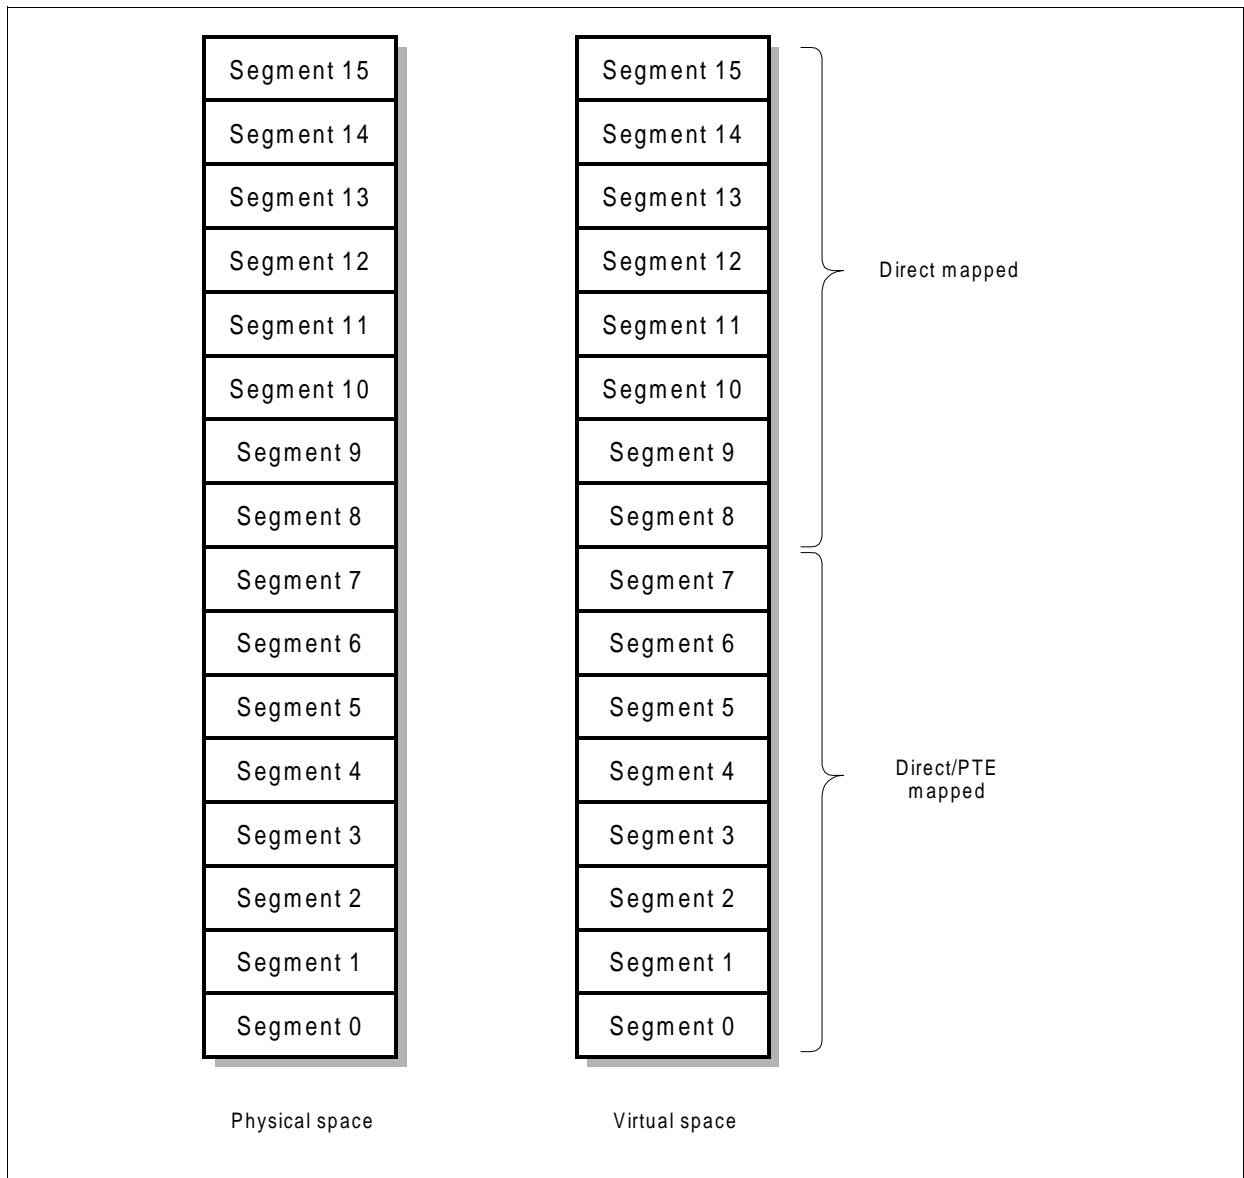 Segment 15
Segment 14
Segment 13
Segment 12
Segment 11
Segment 10
Segment 9
Segment 8
Segment 7
Segment 6
Segment 5
Segment 4
Segment 3
Segment 2
Segment 1
Segment 0
Physical space
Segment 15
Segment 14
Segment 13
Segment 12
Segment 11
Segment 10
Segment 9
Segment 8
Segment 7
Segment 6
Segment 5
Segment 4
Segment 3
Segment 2
Segment 1
Segment 0
Virtual space
Direct mapped
Direct/PTE
mapped